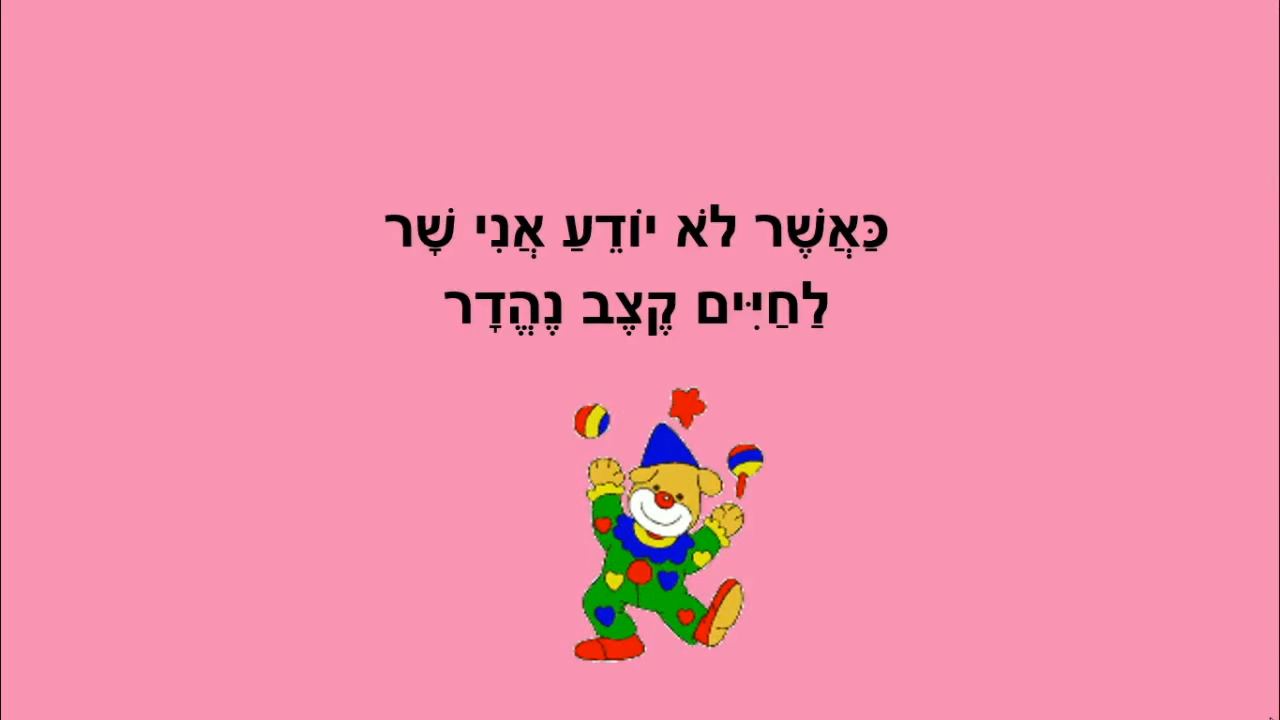 כַּאֲשֶׁר לֹא יוֹדֵעַ אֲנִי שָׁר
לַחַיִּים קֶצֶב נֶהֱדָר